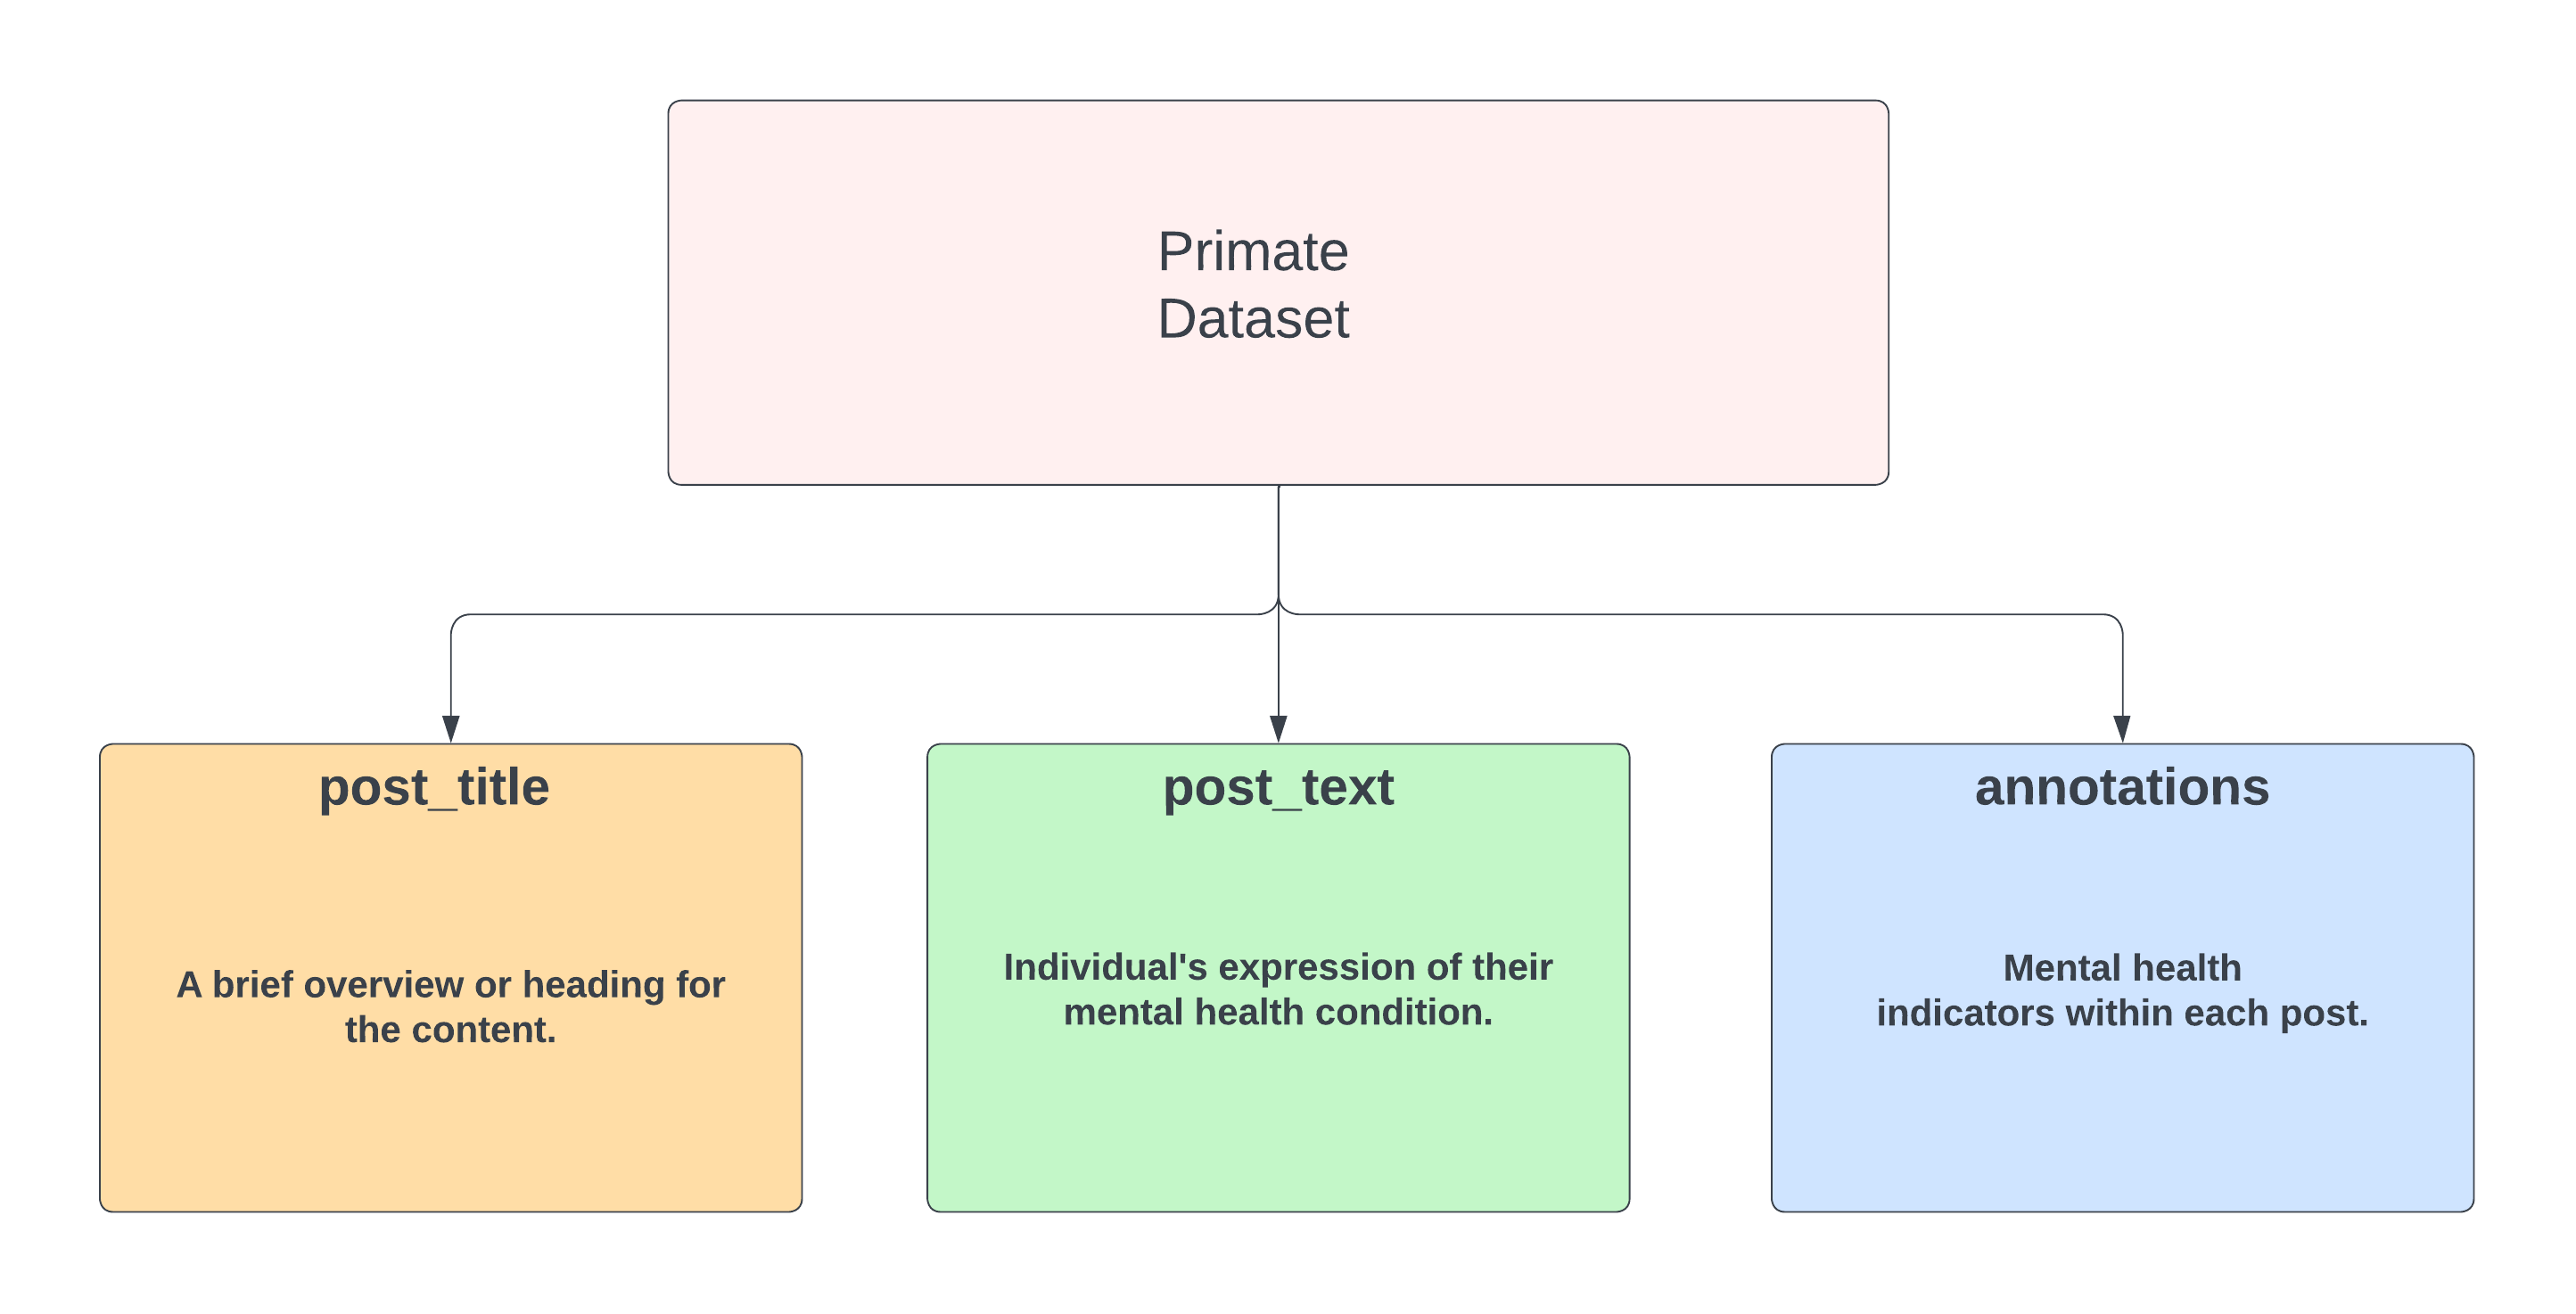 Primate
Dataset
post_title
A brief overview or heading for
the content.
post_text
Individual's expression of their
mental health condition.
annotations
Mental health
indicators within each post.